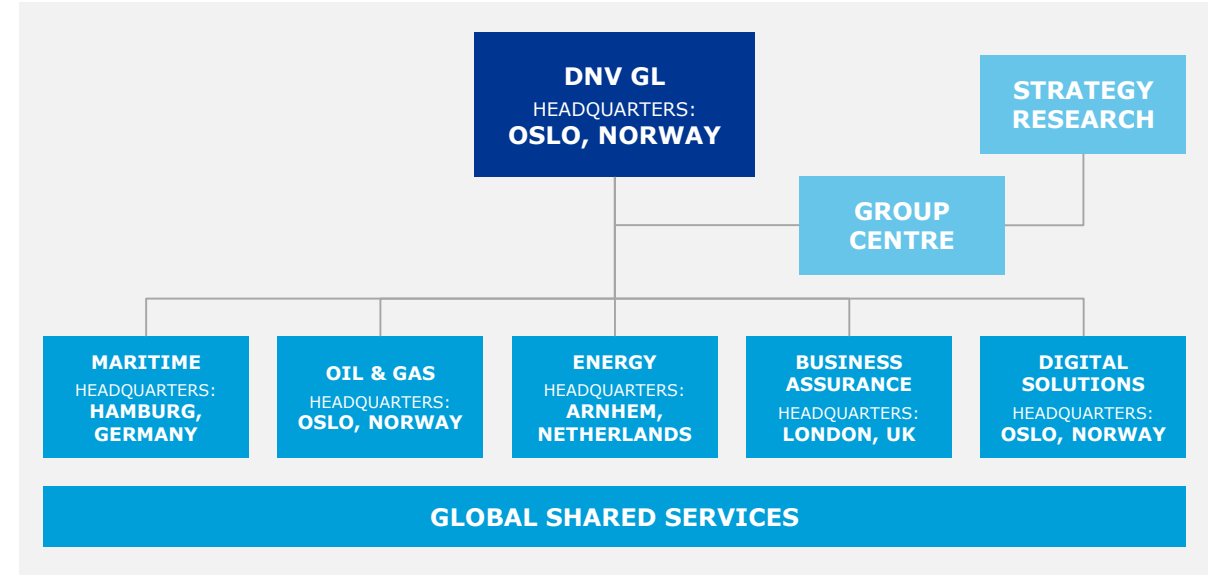 DNV GL
HEADQUARTERS:
OSLO, NORWAY
STRATEGY
RESEARCH
GROUP
CENTRE
MARITIME
HEADQUARTERS:
HAMBURG,
GERMANY
OIL & GAS
HEADQUARTERS:
OSLO, NORWAY
ENERGY
HEADQUARTERS:
ARNHEM,
NETHERLANDS
BUSINESS
ASSURANCE
HEADQUARTERS:
LONDON, UK
DIGITAL
SOLUTIONS
HEADQUARTERS:
OSLO, NORWAY
GLOBAL SHARED SERVICES